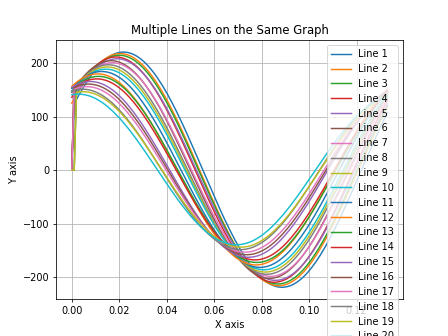 Multiple Lines on the Same Graph
Y axis
200
100
0
−100
−200
0.00
0.02
0.04
0.06
0.08
0.10
X axis
Line 1
Line 2
Line 3
Line 4
Line 5
Line 6
Line 7
Line 8
Line 9
Line 10
Line 11
Line 12
Line 13
Line 14
Line 15
Line 16
Line 17
Line 18
Line 19
Line 20